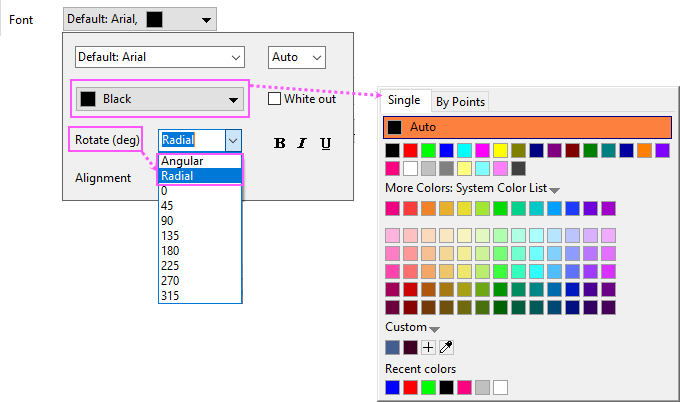 Font
Default: Arial,
Default: Arial
Auto
Black
White out
Rotate (deg)
Radial
B I U
Alignment
Angular
Radial
0
45
90
135
180
225
270
315
Single
By Points
Auto
More Colors: System Color List
Custom
Recent colors